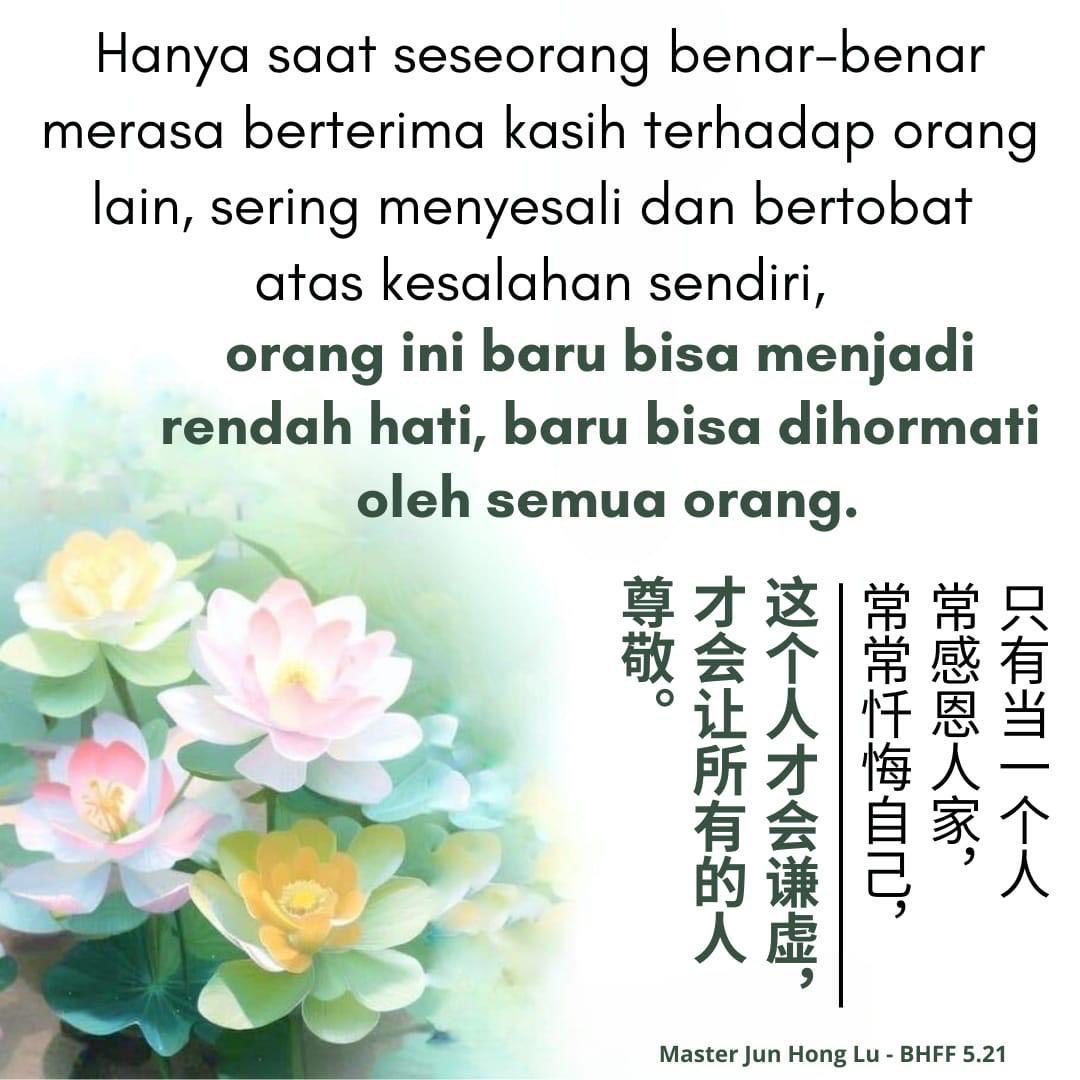 Hanya saat seseorang benar-benar
merasa berterima kasih terhadap orang
lain, sering menyesali dan bertobat
atas kesalahan sendiri,
orang ini baru bisa menjadi
rendah hati, baru bisa dihormati
oleh semua orang.
只有当一个人
常感恩人家，
常常忏悔自己，
这个人才会谦虚，
才会让所有的人
尊敬。
Master Jun Hong Lu - BHFF 5.21